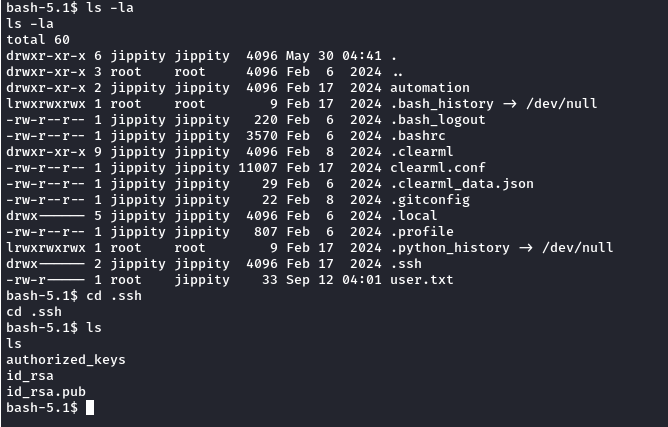 bash-5.1$ ls -la
ls -la
total 60
drwxr-xr-x 6 jippity jippity  4096 May 30 04:41 .
drwxr-xr-x 3 root    root     4096 Feb  6  2024 ..
drwxr-xr-x 2 jippity jippity  4096 Feb 17  2024 automation
lrwxrwxrwx 1 root    root        9 Feb 17  2024 .bash_history -> /dev/null
-rw-r--r-- 1 jippity jippity   220 Feb  6  2024 .bash_logout
-rw-r--r-- 1 jippity jippity  3570 Feb  6  2024 .bashrc
drwxr-xr-x 9 jippity jippity  4096 Feb  8  2024 .clearml
-rw-r--r-- 1 jippity jippity 11007 Feb 17  2024 clearml.conf
-rw-r--r-- 1 jippity jippity    29 Feb  6  2024 .clearml_data.json
-rw-r--r-- 1 jippity jippity    22 Feb  8  2024 .gitconfig
drwx------ 5 jippity jippity  4096 Feb  6  2024 .local
-rw-r--r-- 1 jippity jippity   807 Feb  6  2024 .profile
lrwxrwxrwx 1 root    root        9 Feb 17  2024 .python_history -> /dev/null
drwx------ 2 jippity jippity  4096 Feb 17  2024 .ssh
-rw-r----- 1 root    jippity    33 Sep 12 04:01 user.txt
bash-5.1$ cd .ssh
cd .ssh
bash-5.1$ ls
ls
authorized_keys
id_rsa
id_rsa.pub
bash-5.1$